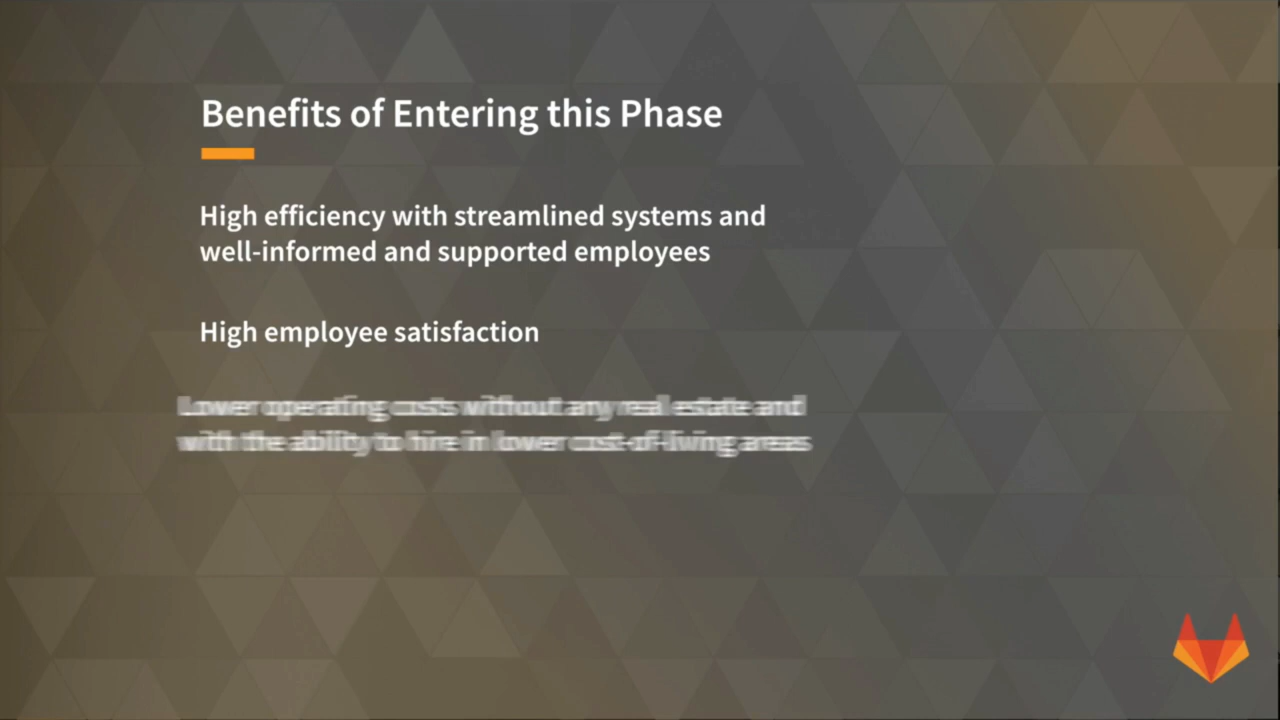 Benefits of Entering this Phase
High efficiency with streamlined systems and
well-informed and supported employees
High employee satisfaction
Lower operating costs without any real estate and
with the ability to hire in lower cost-of-living areas